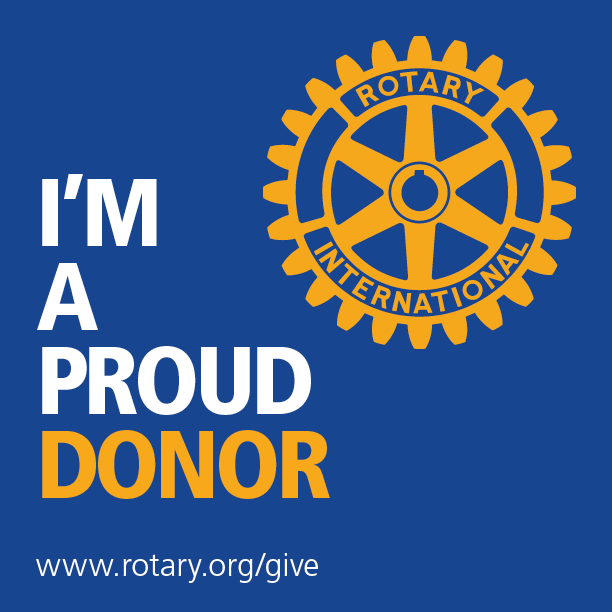 ROTARY
INTERNATIONAL
I’M
A
PROUD
DONOR
www.rotary.org/give